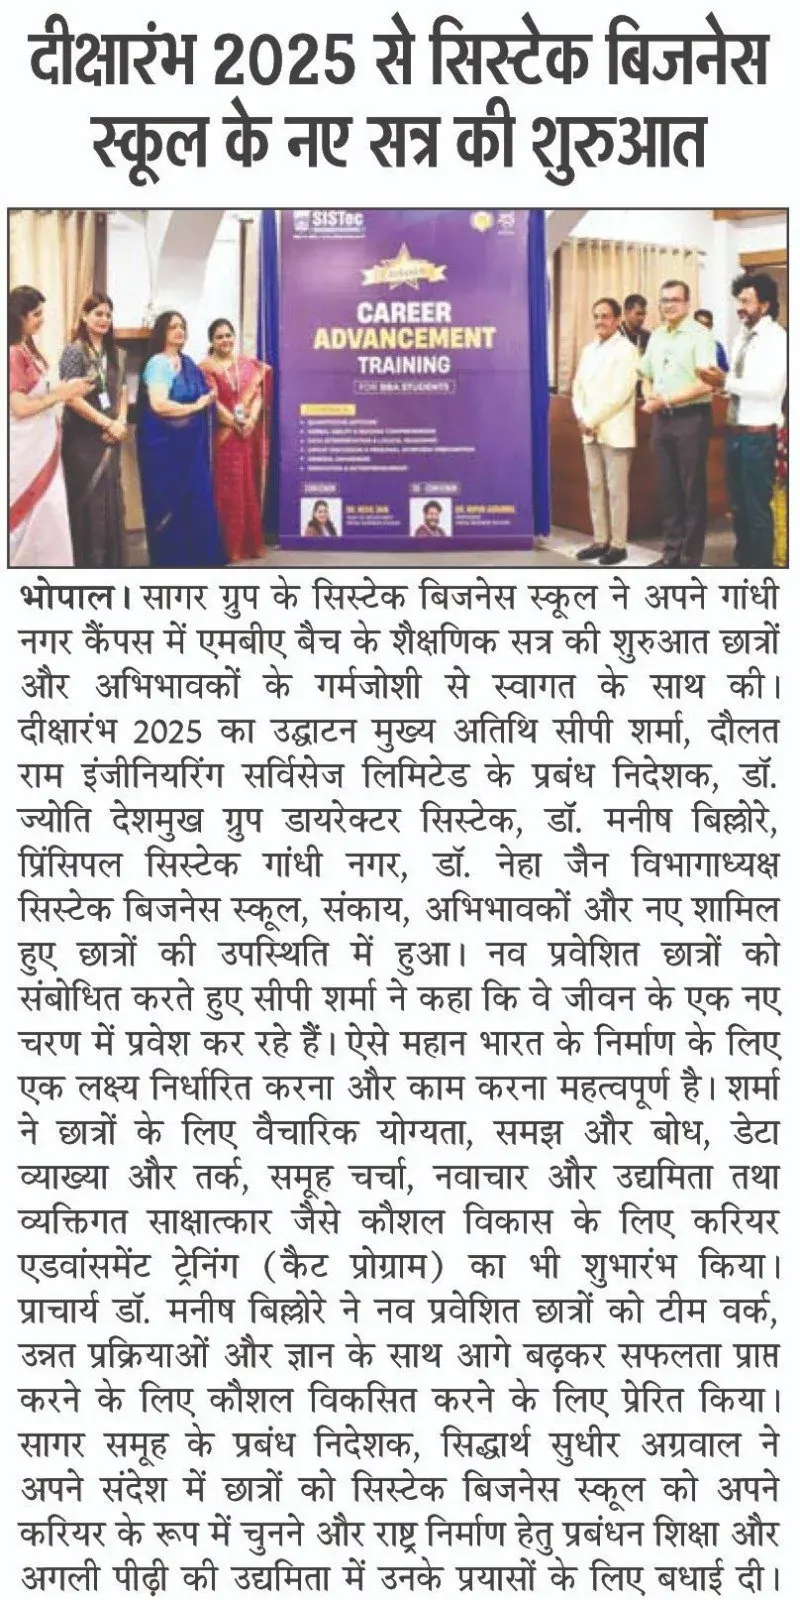 दीक्षारंभ 2025 से सिस्टेक बिजनेस
स्कूल के नए सत्र की शुरुआत
SISTec
CAREER
ADVANCEMENT
TRAINING
FOR BBA STUDENTS
DR. NEHA JAIN
भोपाल। सागर ग्रुप के सिस्टेक बिजनेस स्कूल ने अपने गांधी
नगर कैंपस में एमबीए बैच के शैक्षणिक सत्र की शुरुआत छात्रों
और अभिभावकों के गर्मजोशी से स्वागत के साथ की।
दीक्षारंभ 2025 का उद्घाटन मुख्य अतिथि सीपी शर्मा, दौलत
राम इंजीनियरिंग सर्विसेज लिमिटेड के प्रबंध निदेशक, डॉ.
ज्योति देशमुख ग्रुप डायरेक्टर सिस्टेक, डॉ. मनीष बिल्लोरे,
प्रिंसिपल सिस्टेक गांधी नगर, डॉ. नेहा जैन विभागाध्यक्ष
सिस्टेक बिजनेस स्कूल, संकाय, अभिभावकों और नए शामिल
हुए छात्रों की उपस्थिति में हुआ। नव प्रवेशित छात्रों को
संबोधित करते हुए सीपी शर्मा ने कहा कि वे जीवन के एक नए
चरण में प्रवेश कर रहे हैं। ऐसे महान भारत के निर्माण के लिए
एक लक्ष्य निर्धारित करना और काम करना महत्वपूर्ण है। शर्मा
ने छात्रों के लिए वैचारिक योग्यता, समझ और बोध, डेटा
व्याख्या और तर्क, समूह चर्चा, नवाचार और उद्यमिता तथा
व्यक्तिगत साक्षात्कार जैसे कौशल विकास के लिए करियर
एडवांसमेंट ट्रेनिंग (कैट प्रोग्राम) का भी शुभारंभ किया।
प्राचार्य डॉ. मनीष बिल्लोरे ने नव प्रवेशित छात्रों को टीम वर्क,
उन्नत प्रक्रियाओं और ज्ञान के साथ आगे बढ़कर सफलता प्राप्त
करने के लिए कौशल विकसित करने के लिए प्रेरित किया।
सागर समूह के प्रबंध निदेशक, सिद्धार्थ सुधीर अग्रवाल ने
अपने संदेश में छात्रों को सिस्टेक बिजनेस स्कूल को अपने
करियर के रूप में चुनने और राष्ट्र निर्माण हेतु प्रबंधन शिक्षा और
अगली पीढ़ी की उद्यमिता में उनके प्रयासों के लिए बधाई दी।